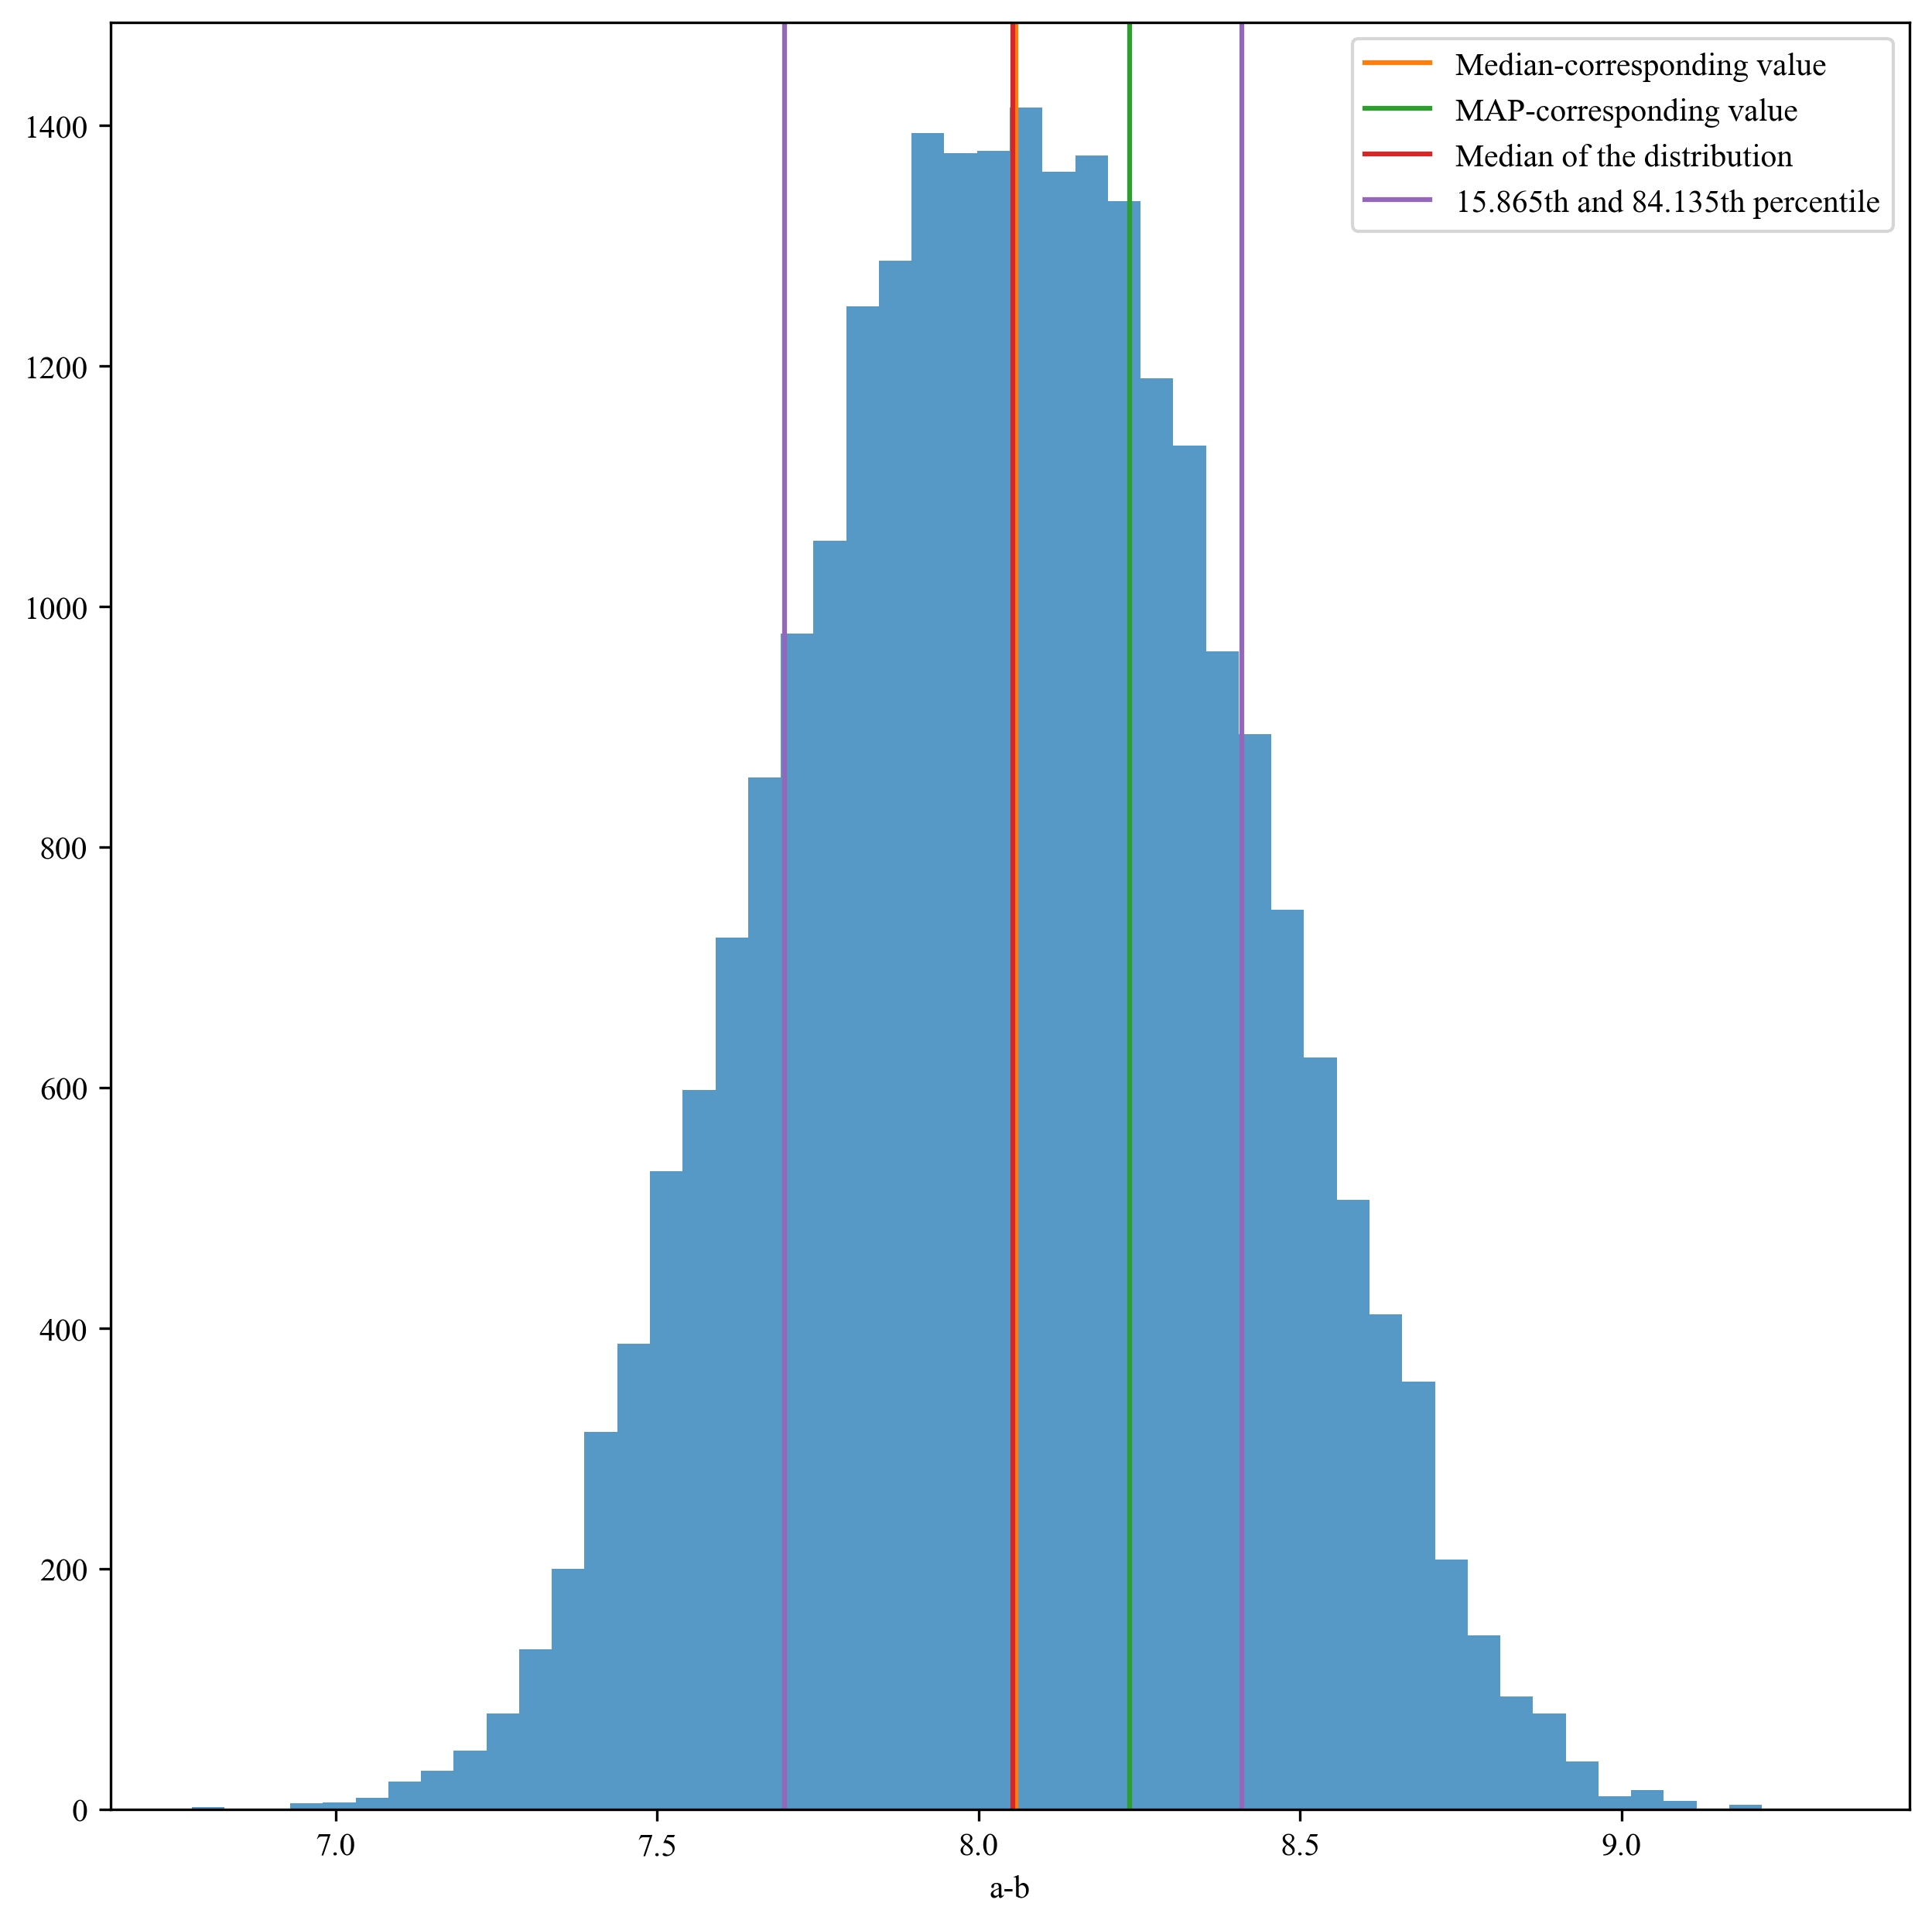 Median-corresponding value
MAP-corresponding value
Median of the distribution
15.865th and 84.135th percentile
1400
1200
1000
800
600
400
200
0
7.0 7.5 8.0 8.5 9.0
a-b